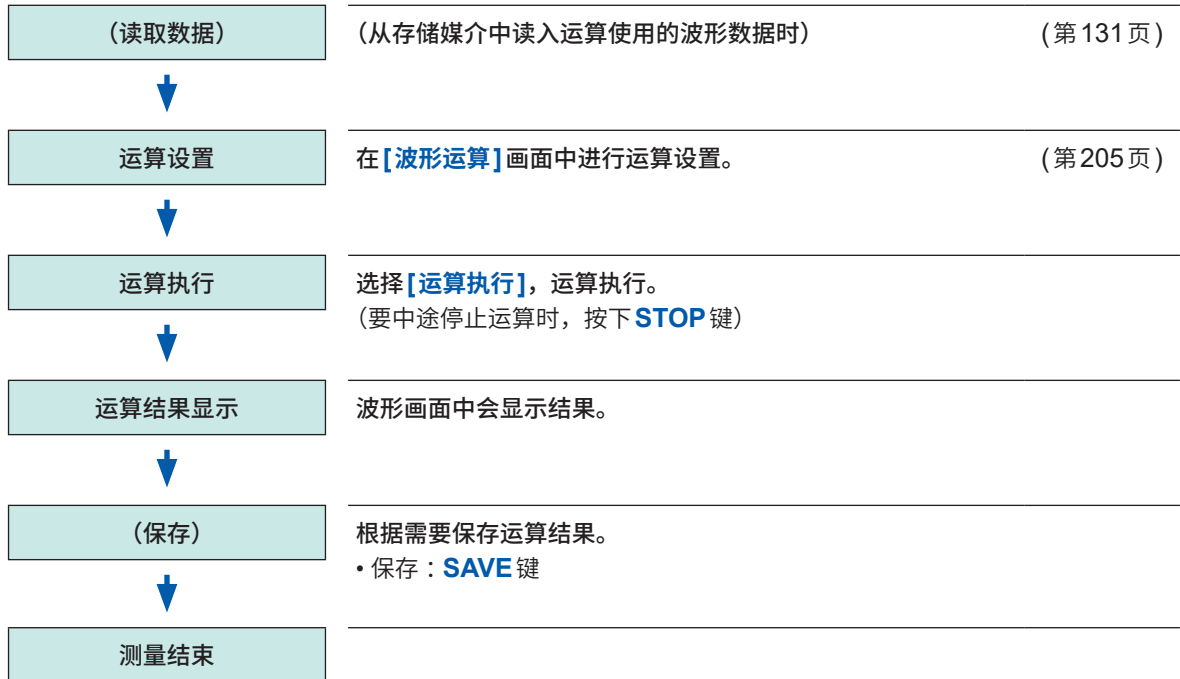 （读取数据） （从存储媒介中读入运算使用的波形数据时） (第131页)
运算设置 在[波形运算]画面中进行运算设置。 (第205页)
运算执行 选择[运算执行]，运算执行。
（要中途停止运算时，按下STOP键）
运算结果显示 波形画面中会显示结果。
（保存） 根据需要保存运算结果。
• 保存：SAVE键
测量结束